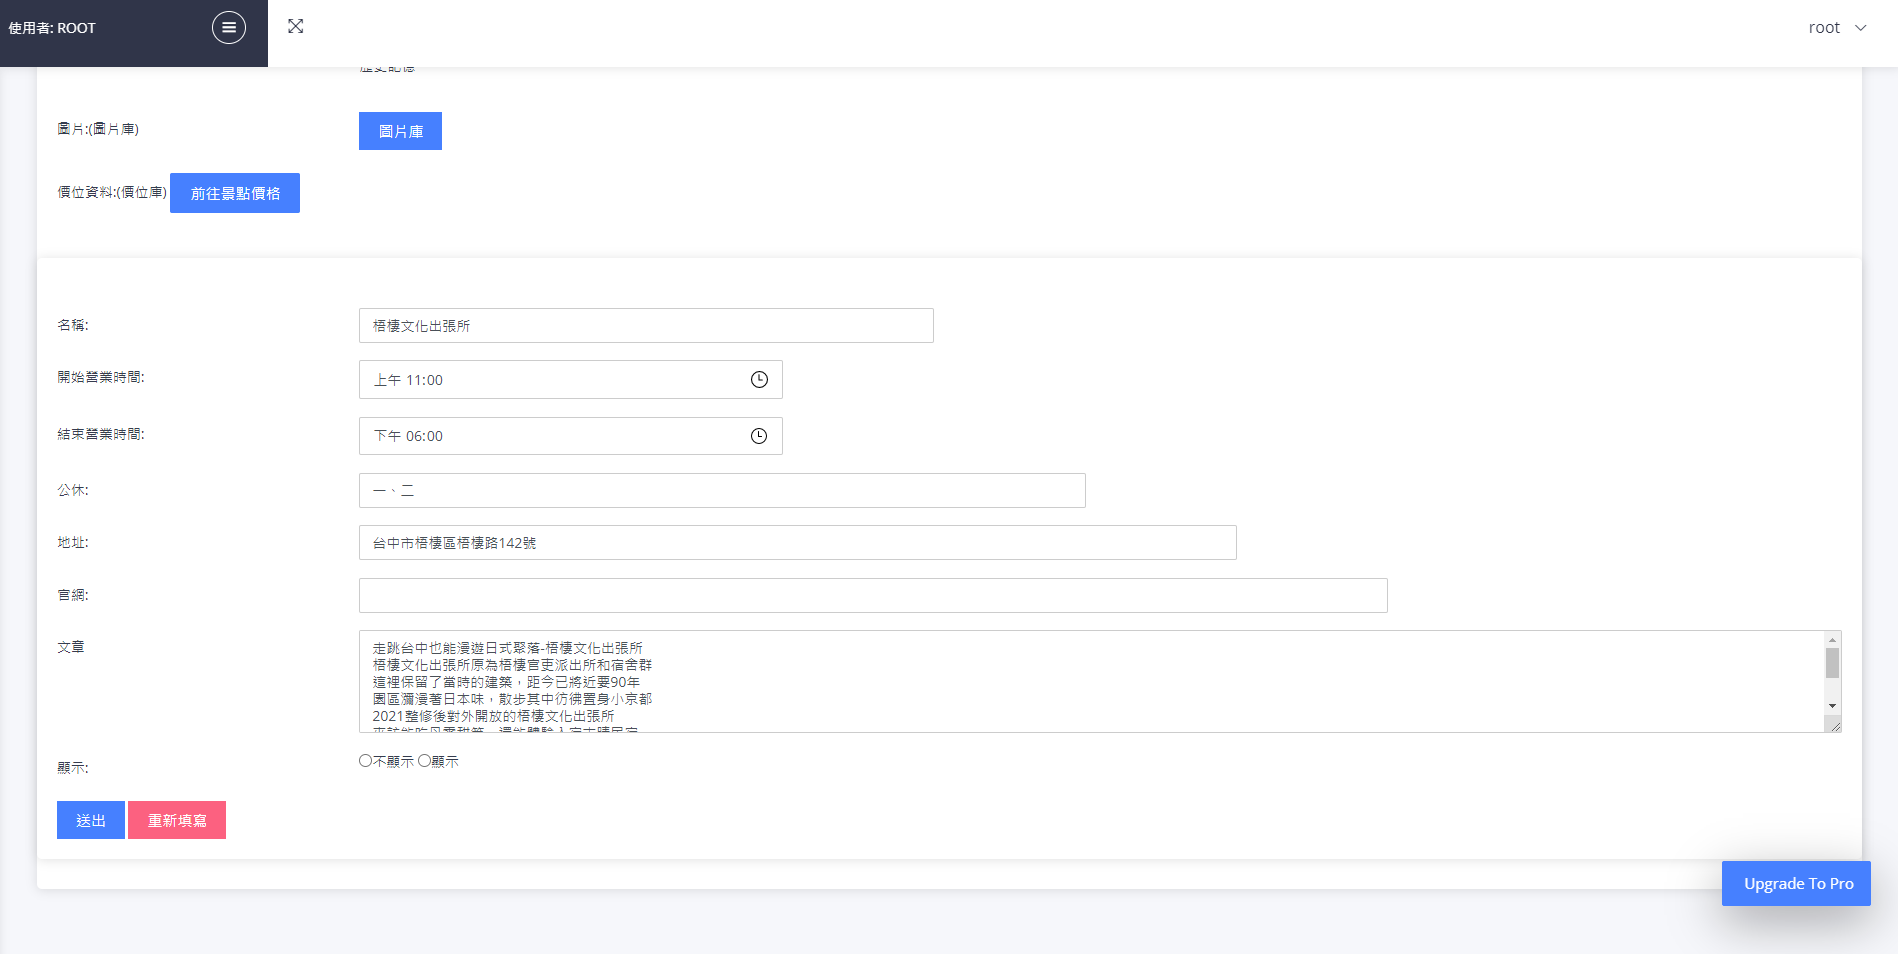 使用者: ROOT
root
歷史記憶
圖片:(圖片庫)
圖片庫
價位資料:(價位庫)
前往景點價格
名稱:
梧棲文化出張所
開始營業時間:
上午 11:00
結束營業時間:
下午 06:00
公休:
一、二
地址:
台中市梧棲區梧棲路142號
官網:
文章
走跳台中也能漫遊日式聚落-梧棲文化出張所
梧棲文化出張所原為梧棲官吏派出所和宿舍群
這裡保留了當時的建築，距今已將近要90年
園區瀰漫著日本味，散步其中彷彿置身小京都
2021整修後對外開放的梧棲文化出張所
顯示:
不顯示 顯示
送出
重新填寫
Upgrade To Pro